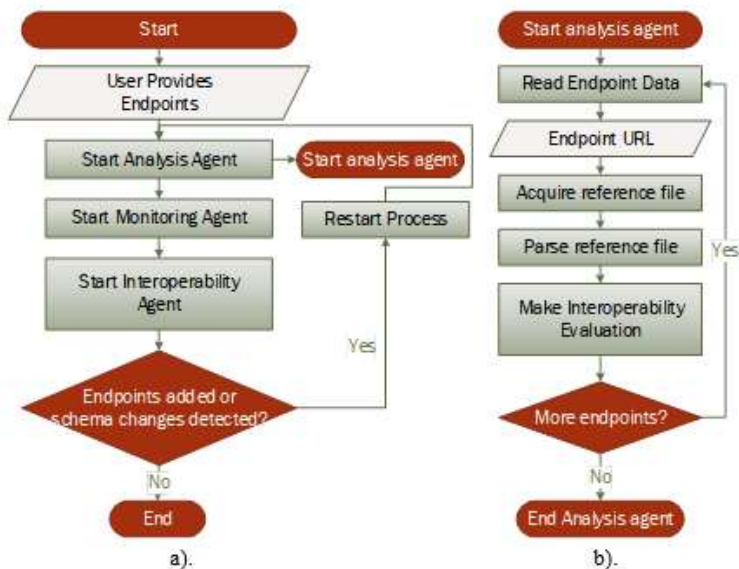 Start
User Provides
Endpoints
Start Analysis Agent
Start analysis agent
Start Monitoring Agent
Restart Process
Start Interoperability
Agent
Yes
Endpoints added or
schema changes detected?
No
End
a).
Start analysis agent
Read Endpoint Data
Endpoint URL
Acquire reference file
Parse reference file
Yes
Make Interoperability
Evaluation
More endpoints?
No
End Analysis agent
b).